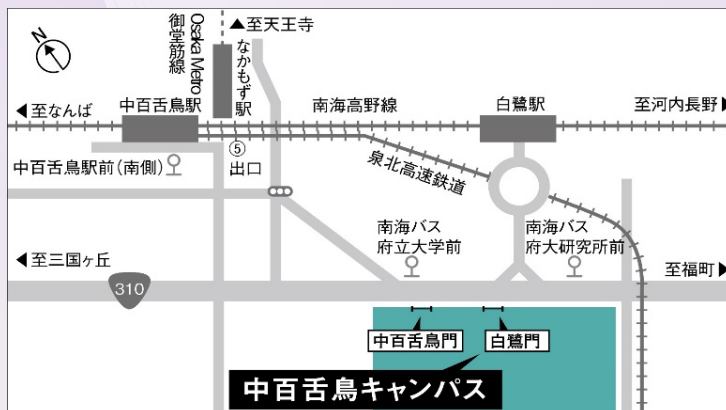 N
Osaka Metro
御堂筋線
なかもず駅
▲至天王寺
◀至なんば
中百舌鳥駅
南海高野線
白鷺駅
至河内長野▶
⑤
出口
中百舌鳥駅前(南側)
泉北高速鉄道
南海バス
府立大学前
南海バス
府大研究所前
◀至三国ヶ丘
至福町▶
310
中百舌鳥門
白鷺門
中百舌鳥キャンパス